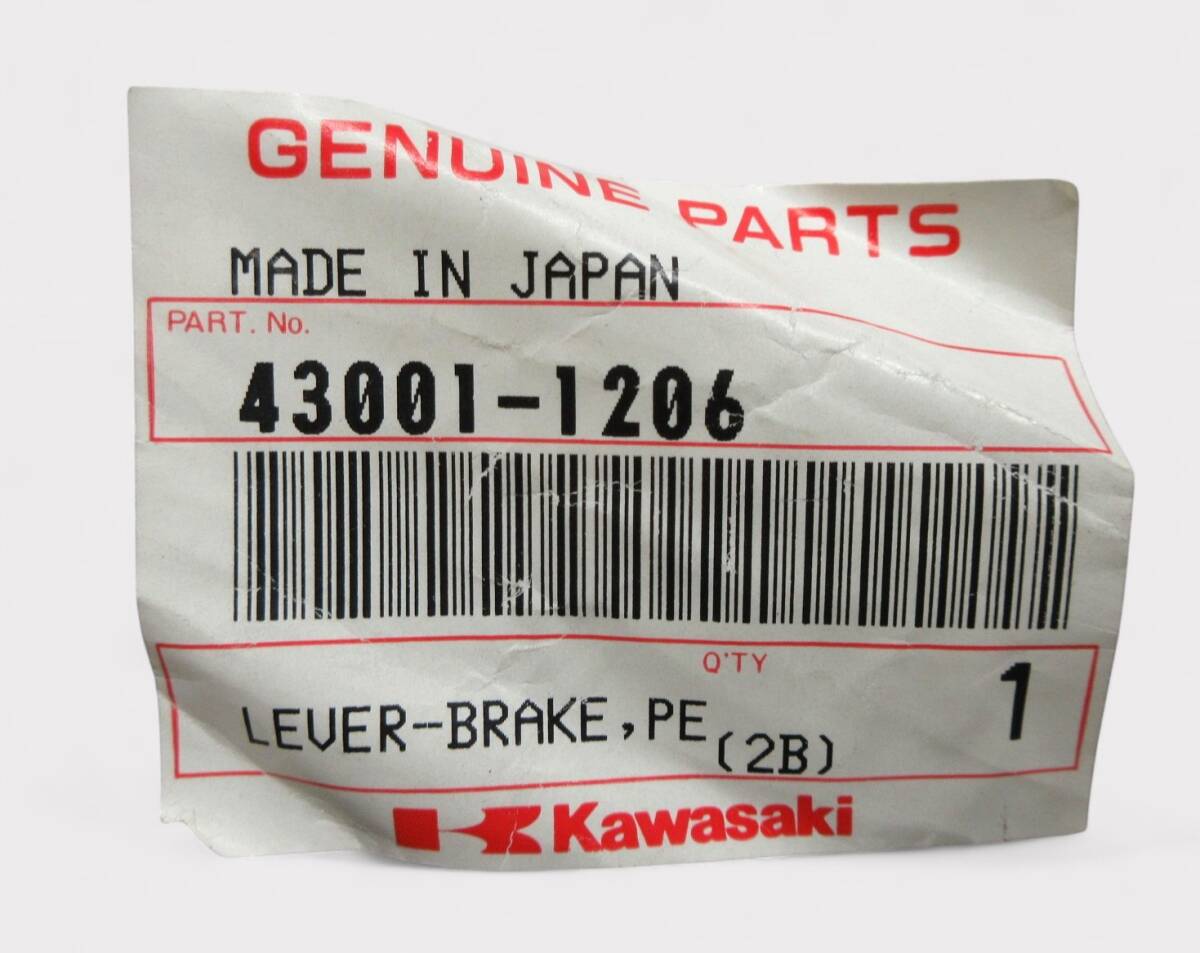 GENUINE PARTS
MADE IN JAPAN
PART. No.
43001-1206
Q'TY
1
LEVER-BRAKE,PE
(2B)
Kawasaki